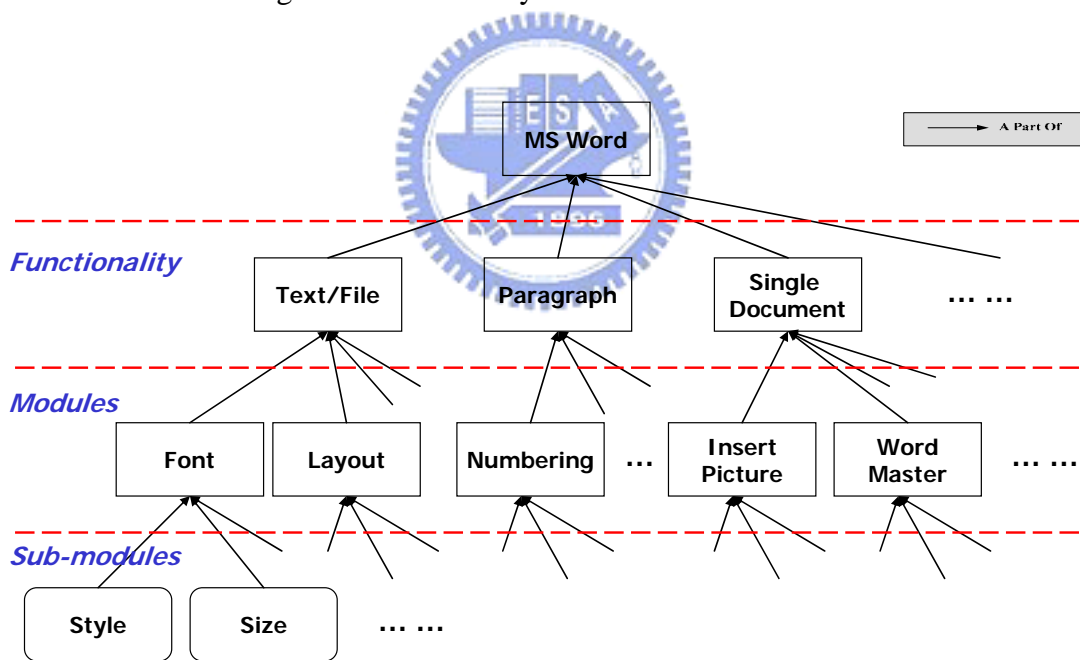 E S A
MS Word
A Part Of
1896
Functionality
Text/File
Paragraph
Single
Document
... ...
Modules
Font
Layout
Numbering
...
Insert
Picture
Word
Master
... ...
Sub-modules
Style
Size
... ...